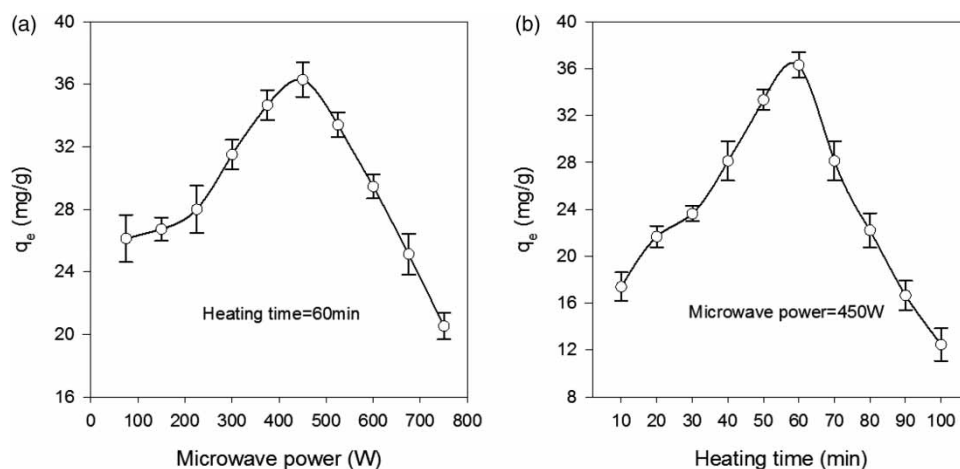 (a)
40
36
32
28
24
20
16
qe (mg/g)
Heating time=60min
0 100 200 300 400 500 600 700 800
Microwave power (W)
(b)
40
36
32
28
24
20
16
12
8
qe (mg/g)
Microwave power=450W
10 20 30 40 50 60 70 80 90 100
Heating time (min)